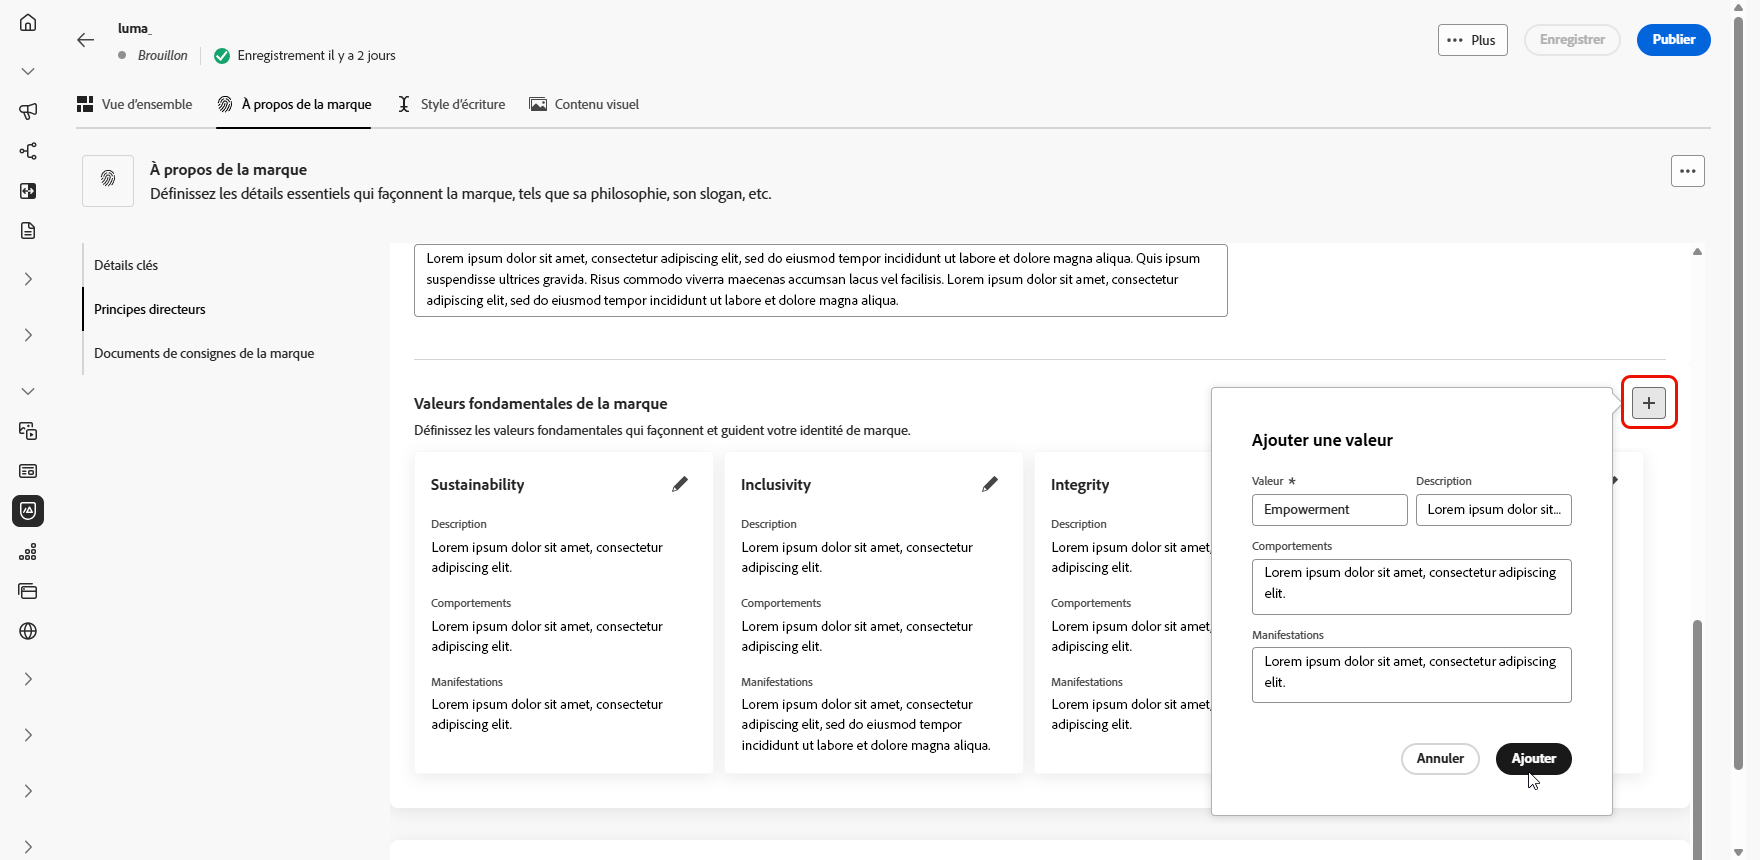 luma_
Brouillon
Enregistrement il y a 2 jours
Plus
Enregistrer
Publier
Vue d'ensemble
À propos de la marque
Style d'écriture
Contenu visuel
À propos de la marque
Définissez les détails essentiels qui façonnent la marque, tels que sa philosophie, son slogan, etc.
Détails clés
Principes directeurs
Documents de consignes de la marque
Lorem ipsum dolor sit amet, consectetur adipiscing elit, sed do eiusmod tempor incididunt ut labore et dolore magna aliqua. Quis ipsum
suspendisse ultrices gravida. Risus commodo viverra maecenas accumsan lacus vel facilisis. Lorem ipsum dolor sit amet, consectetur
adipiscing elit, sed do eiusmod tempor incididunt ut labore et dolore magna aliqua.
Valeurs fondamentales de la marque
Définissez les valeurs fondamentales qui façonnent et guident votre identité de marque.
Sustainability
Description
Lorem ipsum dolor sit amet, consectetur
adipiscing elit.
Comportements
Lorem ipsum dolor sit amet, consectetur
adipiscing elit.
Manifestations
Lorem ipsum dolor sit amet, consectetur
adipiscing elit.
Inclusivity
Description
Lorem ipsum dolor sit amet, consectetur
adipiscing elit.
Comportements
Lorem ipsum dolor sit amet, consectetur
adipiscing elit.
Manifestations
Lorem ipsum dolor sit amet, consectetur
adipiscing elit, sed do eiusmod tempor
incididunt ut labore et dolore magna aliqua.
Integrity
Description
Lorem ipsum dolor sit amet,
adipiscing elit.
Comportements
Lorem ipsum dolor sit amet,
adipiscing elit.
Manifestations
Lorem ipsum dolor sit amet,
adipiscing elit.
Ajouter une valeur
Valeur *
Empowerment
Description
Lorem ipsum dolor sit...
Comportements
Lorem ipsum dolor sit amet, consectetur adipiscing
elit.
Manifestations
Lorem ipsum dolor sit amet, consectetur adipiscing
elit.
Annuler
Ajouter